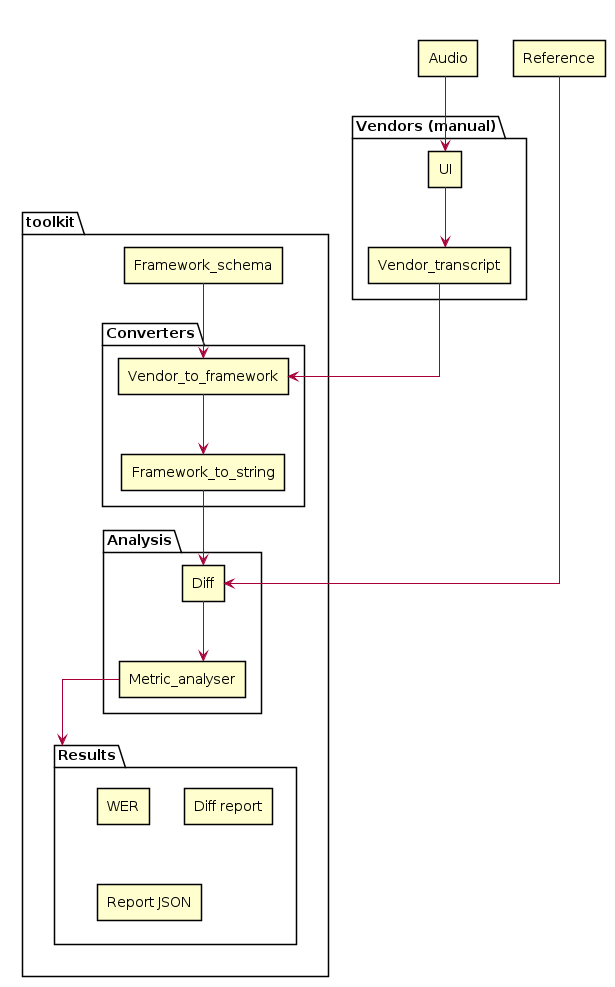 Audio
Reference
Vendors (manual)
UI
toolkit
Framework_schema
Vendor_transcript
Converters
Vendor_to_framework
Framework_to_string
Analysis
Diff
Metric_analyser
Results
WER
Diff report
Report JSON